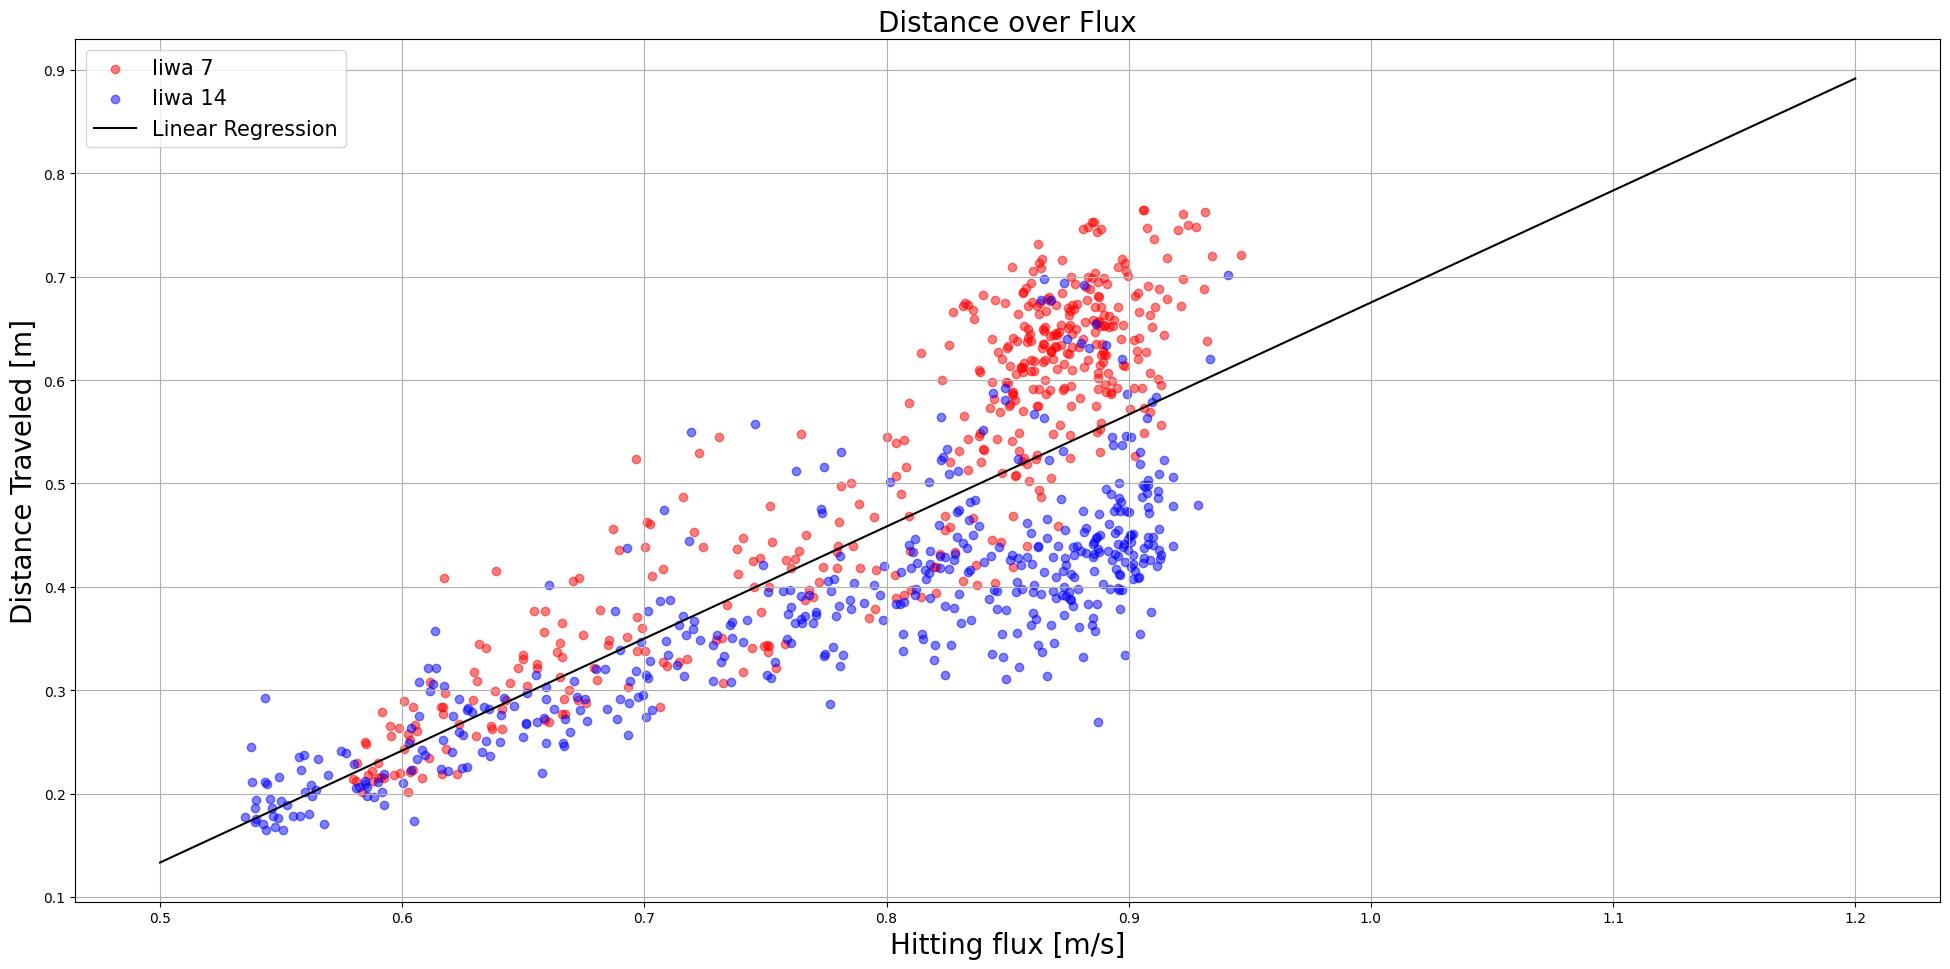 Distance over Flux
Iiwa 7
Iiwa 14
Linear Regression
Distance Traveled [m]
0.9
0.8
0.7
0.6
0.5
0.4
0.3
0.2
0.1
0.5 0.6 0.7 0.8 0.9 1.0 1.1 1.2
Hitting flux [m/s]